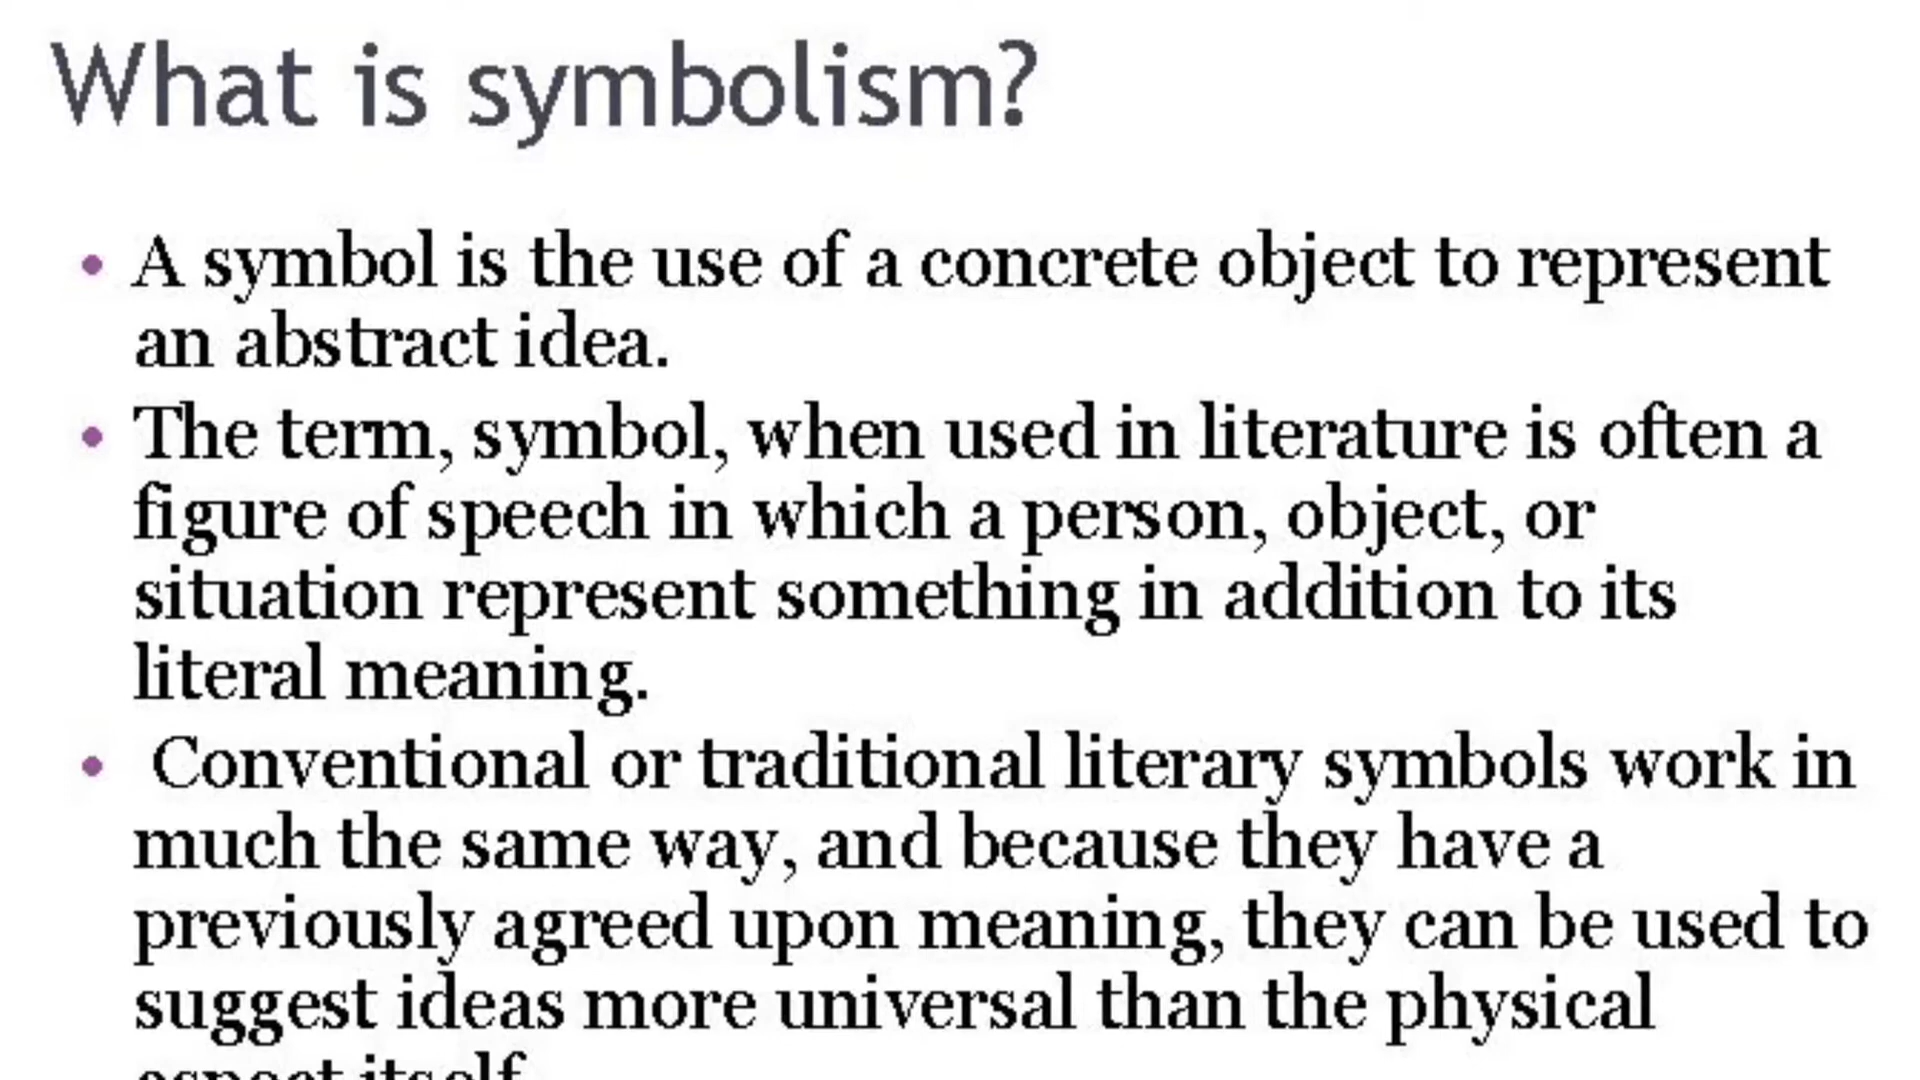 What is symbolism?
• A symbol is the use of a concrete object to represent
an abstract idea.
• The term, symbol, when used in literature is often a
figure of speech in which a person, object, or
situation represent something in addition to its
literal meaning.
• Conventional or traditional literary symbols work in
much the same way, and because they have a
previously agreed upon meaning, they can be used to
suggest ideas more universal than the physical
aspect itself